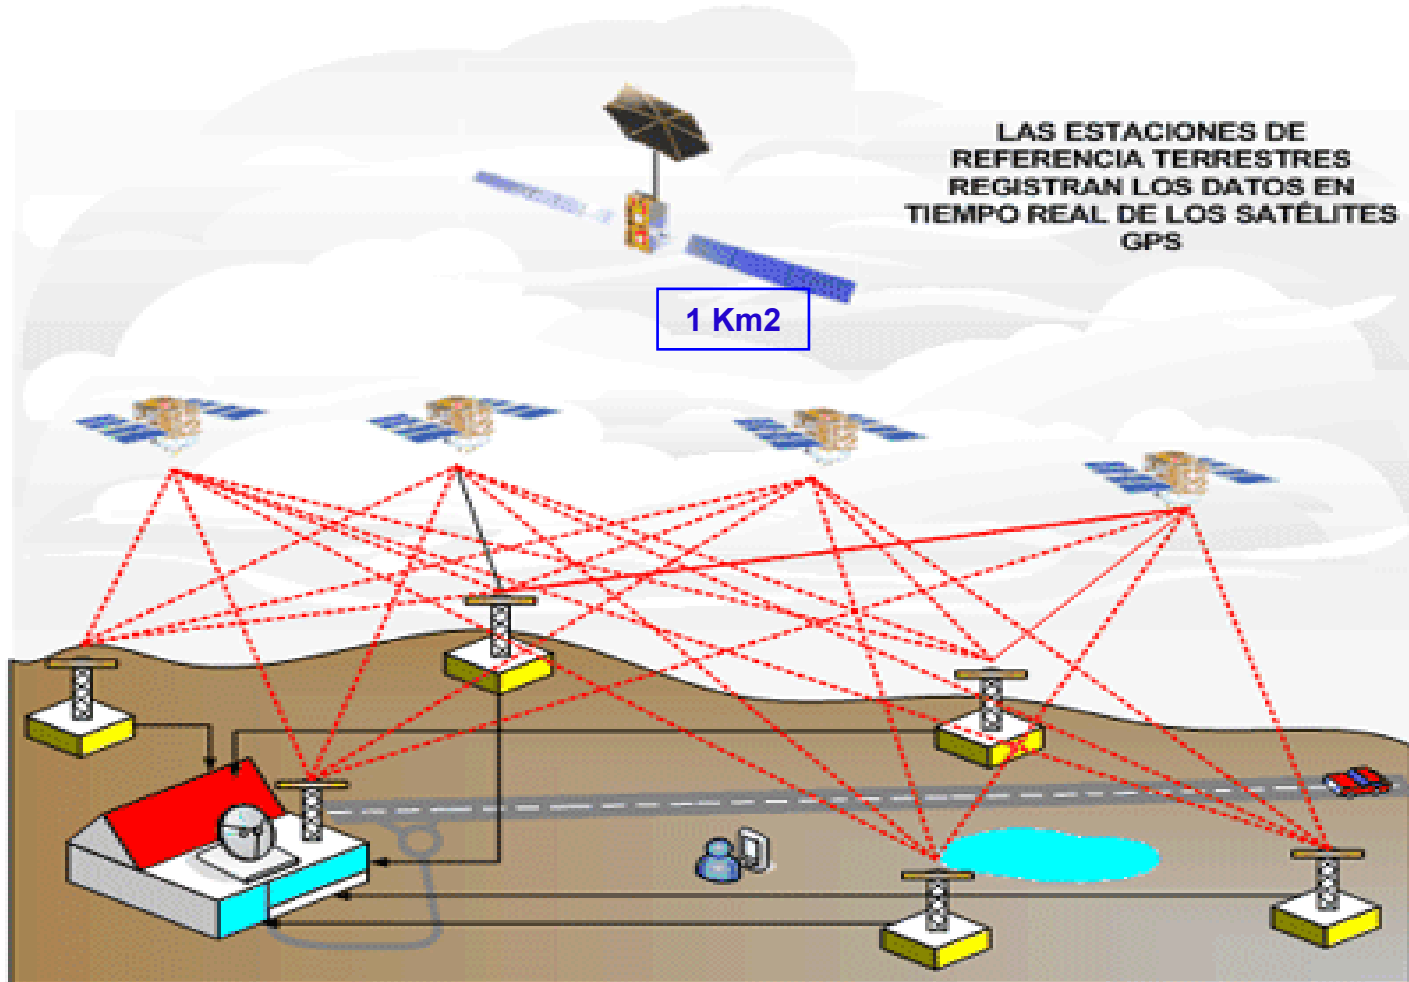 LAS ESTACIONES DE
REFERENCIA TERRESTRES
REGISTRAN LOS DATOS EN
TIEMPO REAL DE LOS SATÉLITES
GPS
1 Km2